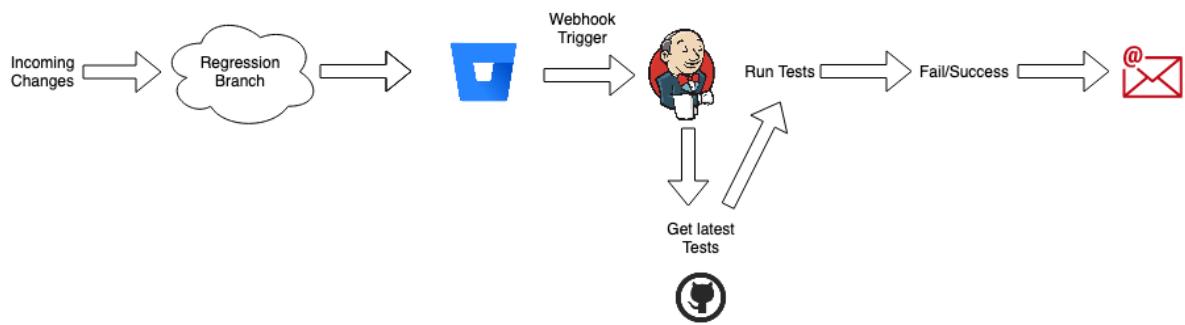 Incoming
Changes
Regression
Branch
Webhook
Trigger
Run Tests
Fail/Success
@
Get latest
Tests